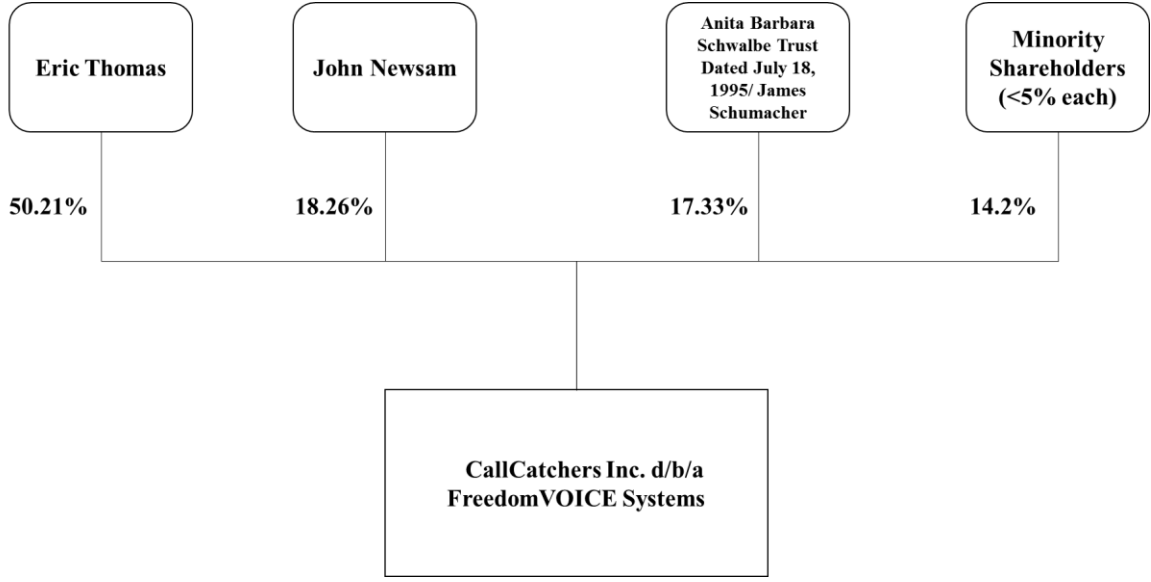 Eric Thomas
John Newsam
Anita Barbara
Schwalbe Trust
Dated July 18,
1995/ James
Schumacher
Minority
Shareholders
(<5% each)
50.21%
18.26%
17.33%
14.2%
CallCatchers Inc. d/b/a
FreedomVOICE Systems